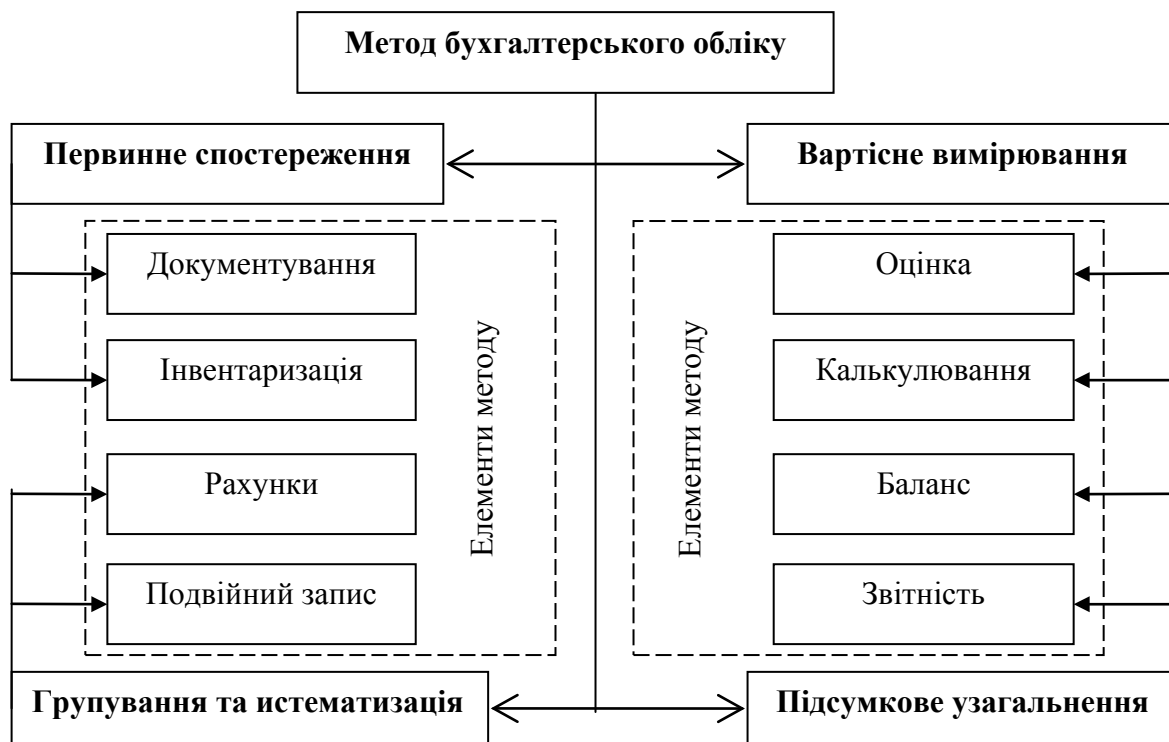 Метод бухгалтерського обліку
Первинне спостереження
Вартісне вимірювання
Документування
Інвентаризація
Рахунки
Подвійний запис
Елементи методу
Елементи методу
Оцінка
Калькулювання
Баланс
Звітність
Групування та истематизація
Підсумкове узагальнення